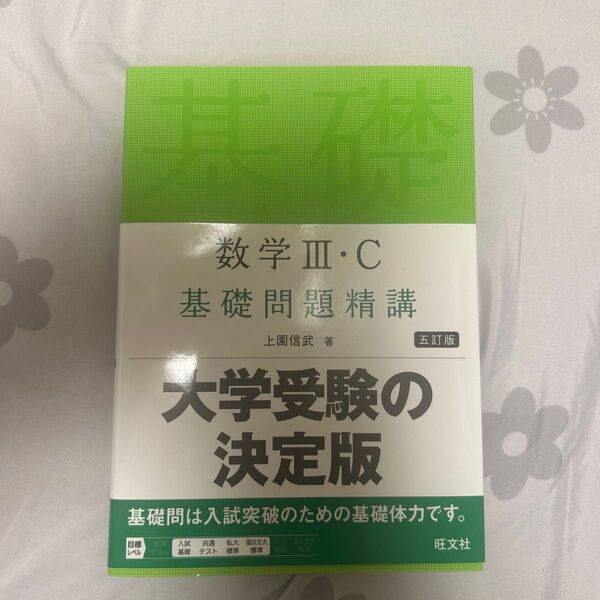 基礎
数学 III・C
基礎問題精講
上園信武 著
五訂版
大学受験の
決定版
基礎問は入試突破のための基礎体力です。
目標レベル 入試基礎 共通テスト 私大標準 国公立大標準
旺文社